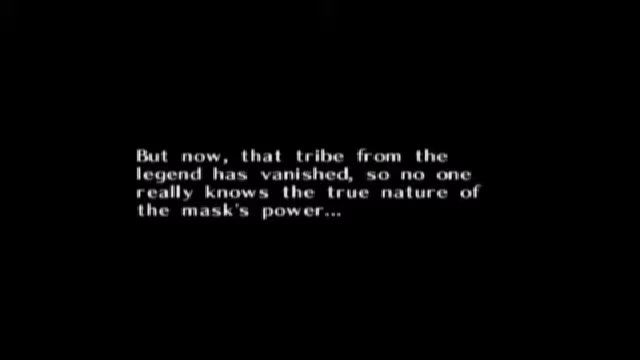 But now, that tribe from the
legend has vanished, so no one
really knows the true nature of
the mask's power...